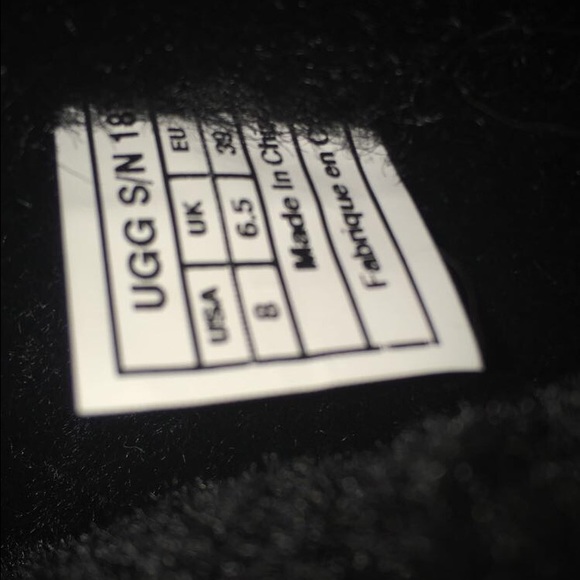 UGG S/N 18
USA UK EU
8 6.5 39
Made In
Fabrique en